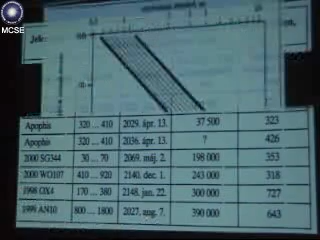 MCSE
Jele:
Apophis 320 ... 410 2029. ápr. 13. 37 500 323
Apophis 320 ... 410 2036. ápr. 13. ? 426
2000 SG344 30 ... 70 2069. máj. 2. 198 000 353
2000 WO107 410 ... 920 2140. dec. 1. 243 000 318
1998 OX4 170 ... 380 2148. jan. 22. 300 000 727
1999 AN10 800 ... 1800 2027. aug. 7. 390 000 643